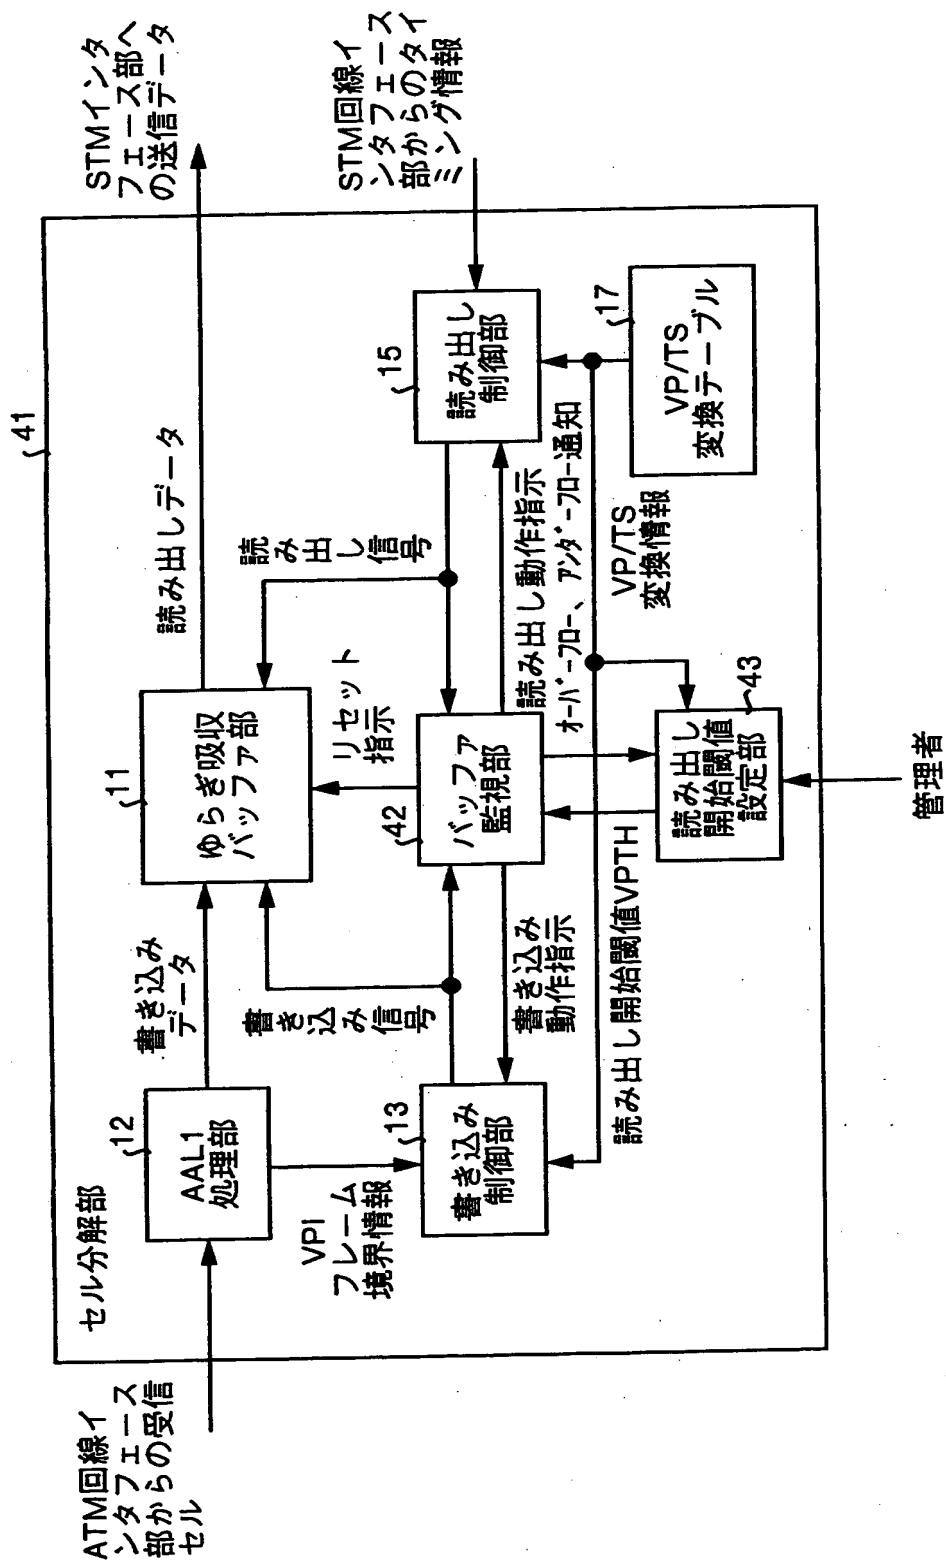 41
セル分解部
ATM回線イ
ンタフェース
部からの受信
セル
12
AAL1
処理部
書き込み
データ
11
ゆらぎ吸収
バッファ部
読み出しデータ
STMインタ
フェース部へ
の送信データ
VPI
フレーム
境界情報
書き込み信号
13
書き込み
制御部
書き込み
動作指示
リセット
指示
42
バッファ
監視部
読み出し信号
読み出し動作指示
15
読み出し
制御部
STM回線イ
ンタフェース
部からのタイ
ミング情報
オーバーフロー、アンダーフロー通知
読み出し開始閾値VPTH
43
読み出し
開始閾値
設定部
管理者
VP/TS
変換情報
17
VP/TS
変換テーブル